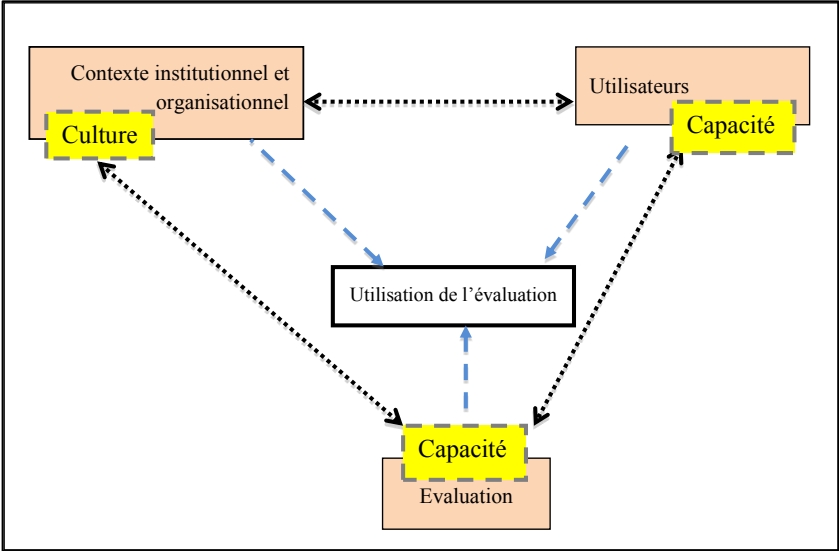 Contexte institutionnel et
organisationnel
Culture
Utilisateurs
Capacité
Utilisation de l’évaluation
Capacité
Evaluation